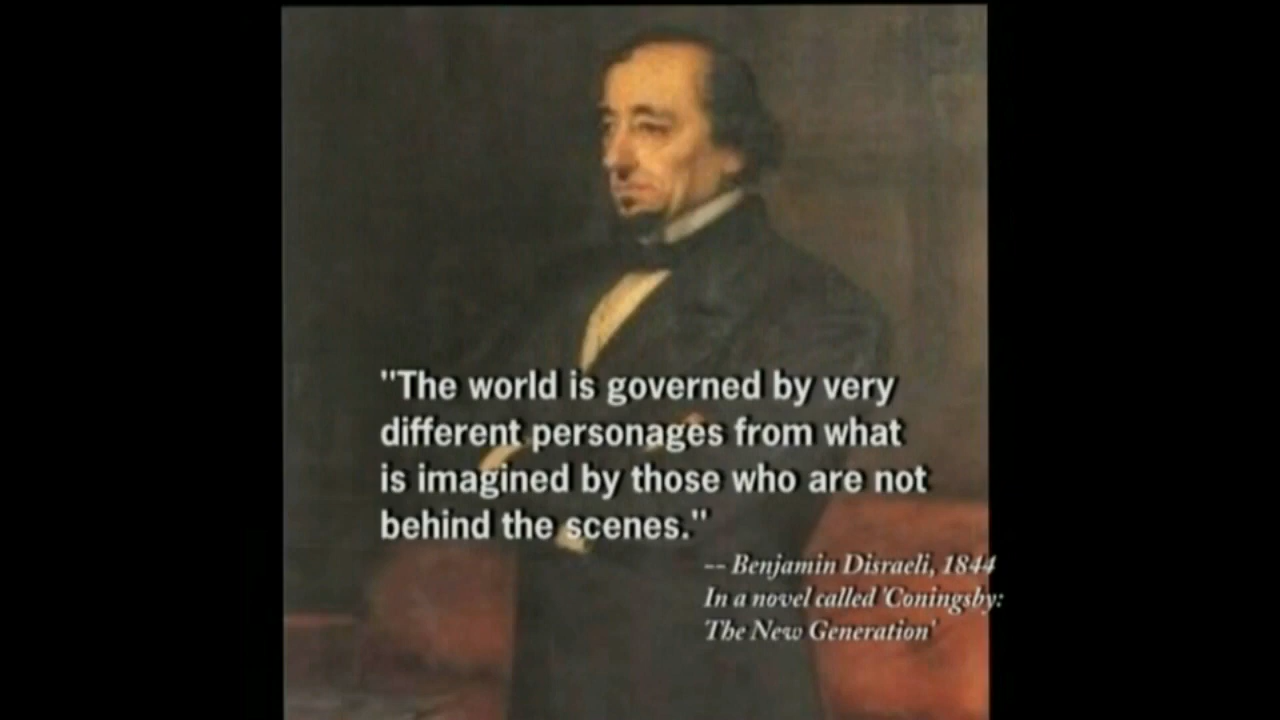 "The world is governed by very
different personages from what
is imagined by those who are not
behind the scenes."
-- Benjamin Disraeli, 1844
In a novel called 'Coningsby:
The New Generation'